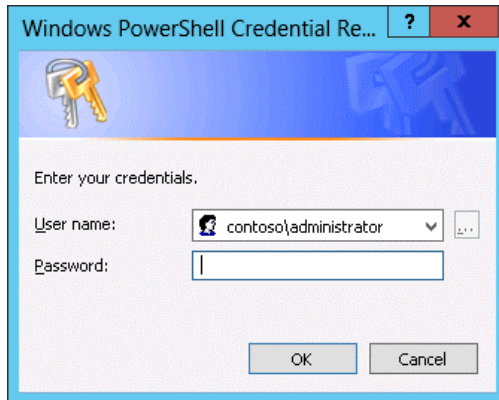 Windows PowerShell Credential Re... ? x
Enter your credentials.
User name: contoso\administrator ...
Password:
OK Cancel